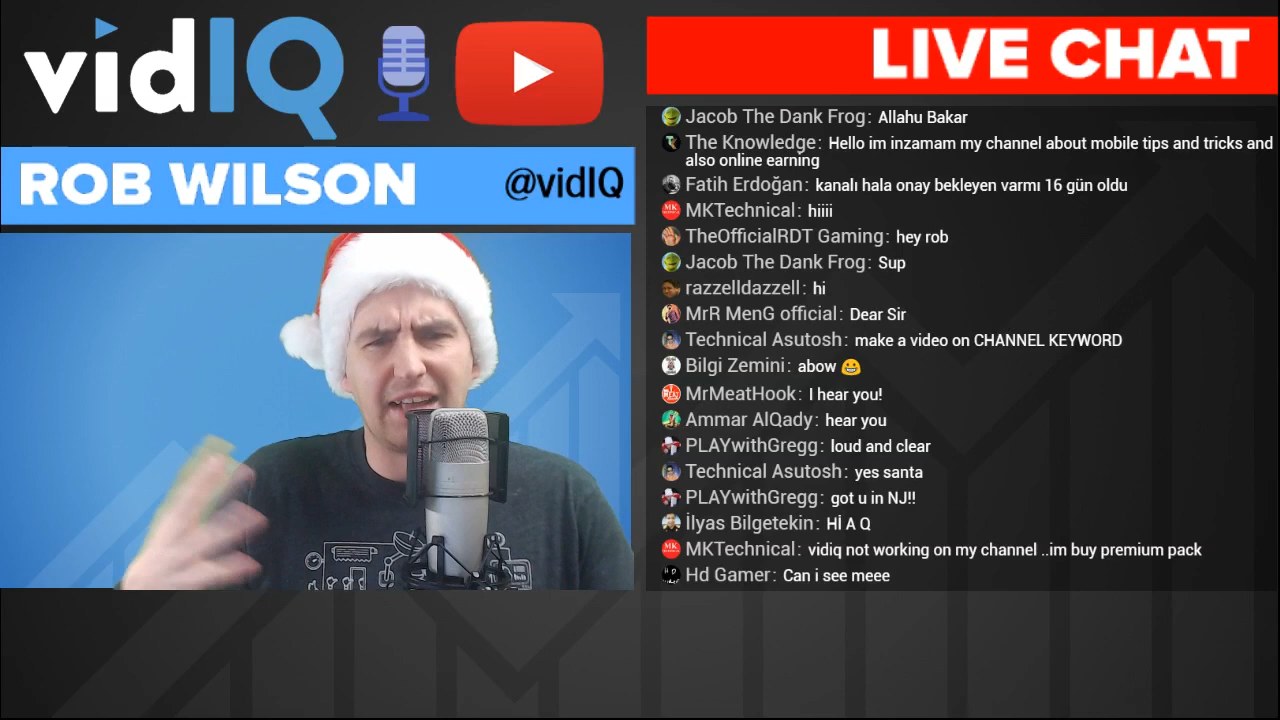 vidIQ
LIVE CHAT
ROB WILSON
@vidIQ
Jacob The Dank Frog: Allahu Bakar
The Knowledge: Hello im inzamam my channel about mobile tips and tricks and
also online earning
Fatih Erdoğan: kanalı hala onay bekleyen varmı 16 gün oldu
MKTechnical: hiiii
TheOfficialRDT Gaming: hey rob
Jacob The Dank Frog: Sup
razzelldazzell: hi
MrR MenG official: Dear Sir
Technical Asutosh: make a video on CHANNEL KEYWORD
Bilgi Zemini: abow 😀
MrMeatHook: I hear you!
Ammar AlQady: hear you
PLAYwithGregg: loud and clear
Technical Asutosh: yes santa
PLAYwithGregg: got u in NJ!!
İlyas Bilgetekin: Hİ A Q
MKTechnical: vidiq not working on my channel ..im buy premium pack
Hd Gamer: Can i see meee